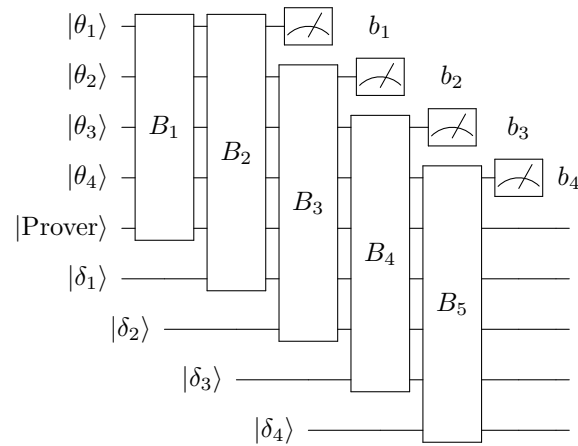 |θ₁⟩ b₁
|θ₂⟩ b₂
|θ₃⟩ B₁ b₃
B₂
|θ₄⟩ b₄
B₃
|Prover⟩
B₄
|δ₁⟩
B₅
|δ₂⟩
|δ₃⟩
|δ₄⟩